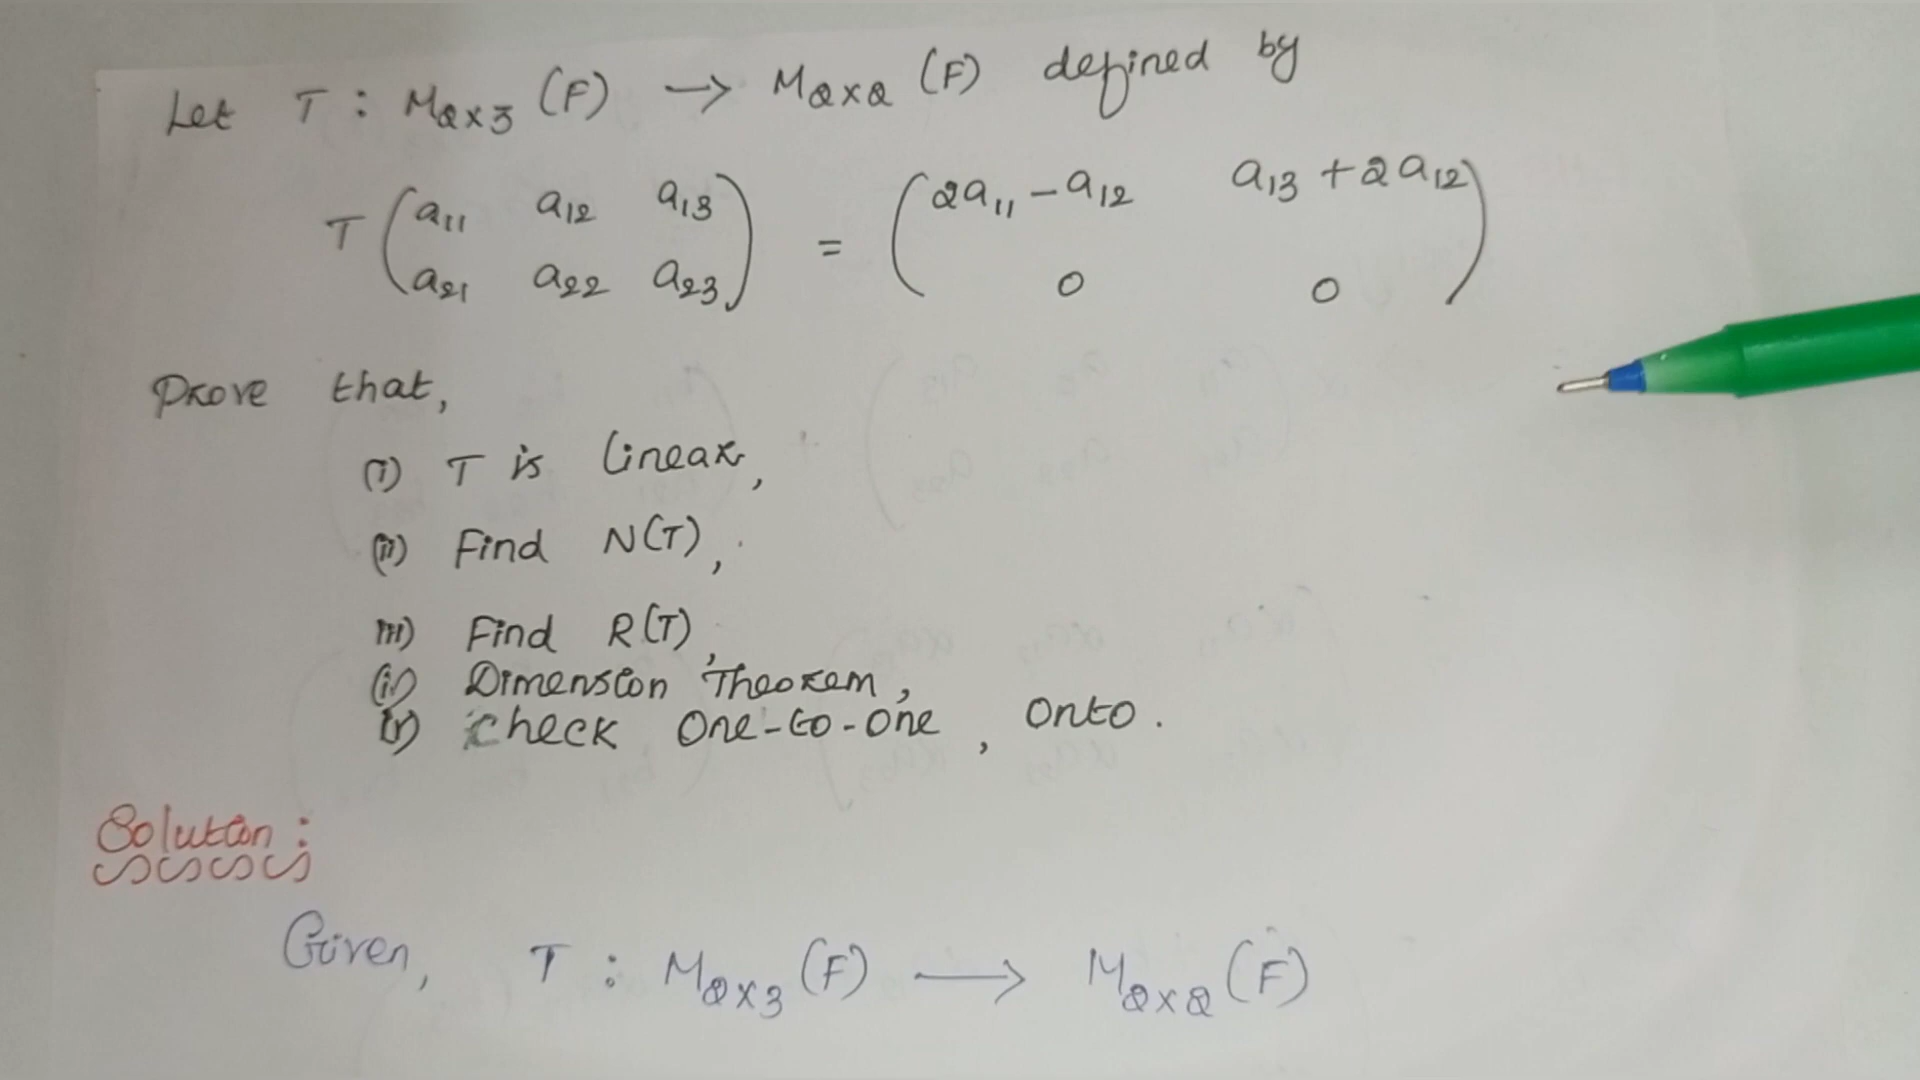 Let T : M2x3 (F) → M2x2 (F) defined by
T ( a11 a12 a13 ) = ( 2a11 - a12 a13 + 2a12 )
( a21 a22 a23 ) ( 0 0 )
Prove that,
(i) T is linear,
(ii) Find N(T),
iii) Find R(T),
(iv) Dimension Theorem,
(v) check One-to-one, Onto.
Solution:
Given, T : M2x3 (F) → M2x2 (F)